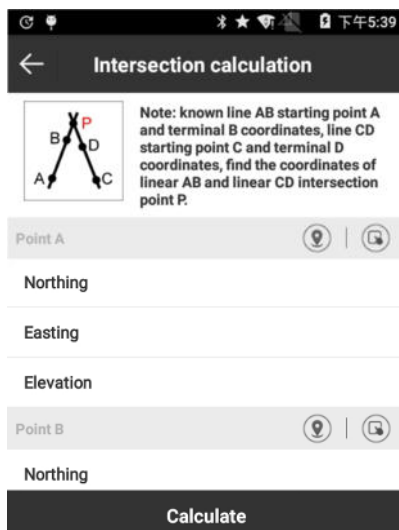 下午5:39
Intersection calculation
P
B
D
A
C
Note: known line AB starting point A
and terminal B coordinates, line CD
starting point C and terminal D
coordinates, find the coordinates of
linear AB and linear CD intersection
point P.
Point A
Northing
Easting
Elevation
Point B
Northing
Calculate